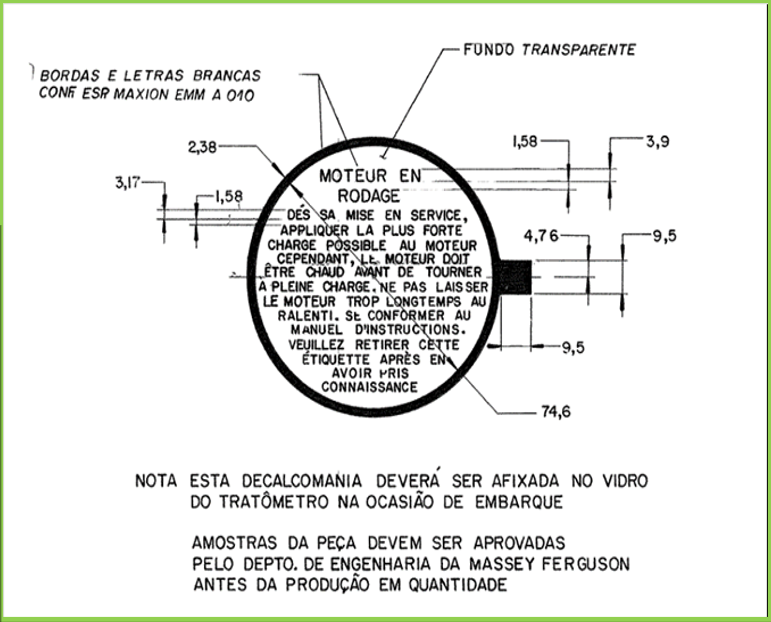 FUNDO TRANSPARENTE
BORDAS E LETRAS BRANCAS
CONF ESR MAXION EMM A 010
2,38
1,58
3,9
3,17
1,58
MOTEUR EN
RODAGE
DÉS SA MISE EN SERVICE,
APPLIQUER LA PLUS FORTE
CHARGE POSSIBLE AU MOTEUR
CEPENDANT, LE MOTEUR DOIT
ÊTRE CHAUD AVANT DE TOURNER
A PLEINE CHARGE. NE PAS LAISSER
LE MOTEUR TROP LONGTEMPS AU
RALENTI. SE CONFORMER AU
MANUEL D'INSTRUCTIONS.
VEUILLEZ RETIRER CETTE
ÉTIQUETTE APRÈS EN
AVOIR PRIS
CONNAISSANCE
4,76
9,5
9,5
74,6
NOTA ESTA DECALCOMANIA DEVERÁ SER AFIXADA NO VIDRO
DO TRATÔMETRO NA OCASIÃO DE EMBARQUE
AMOSTRAS DA PEÇA DEVEM SER APROVADAS
PELO DEPTO. DE ENGENHARIA DA MASSEY FERGUSON
ANTES DA PRODUÇÃO EM QUANTIDADE